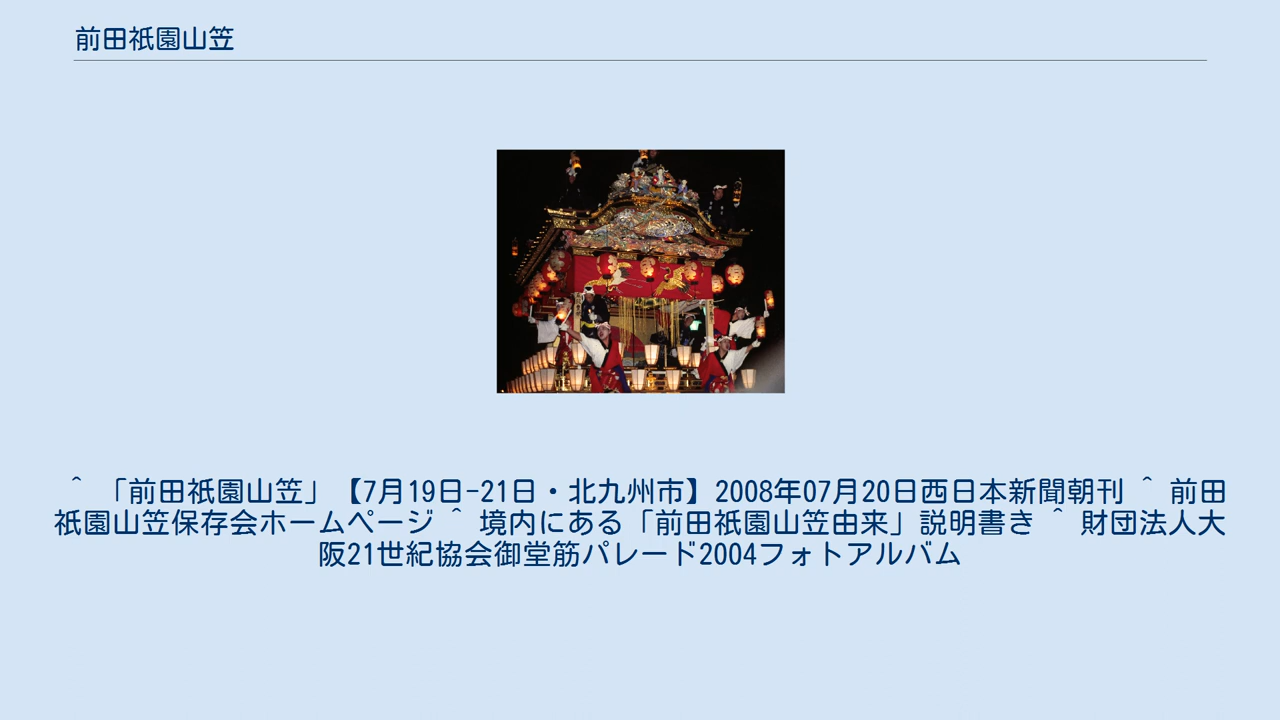 前田祇園山笠
^ 「前田祇園山笠」【7月19日-21日・北九州市】2008年07月20日西日本新聞朝刊 ^ 前田
祇園山笠保存会ホームページ ^ 境内にある「前田祇園山笠由来」説明書き ^ 財団法人大
阪21世紀協会御堂筋パレード2004フォトアルバム